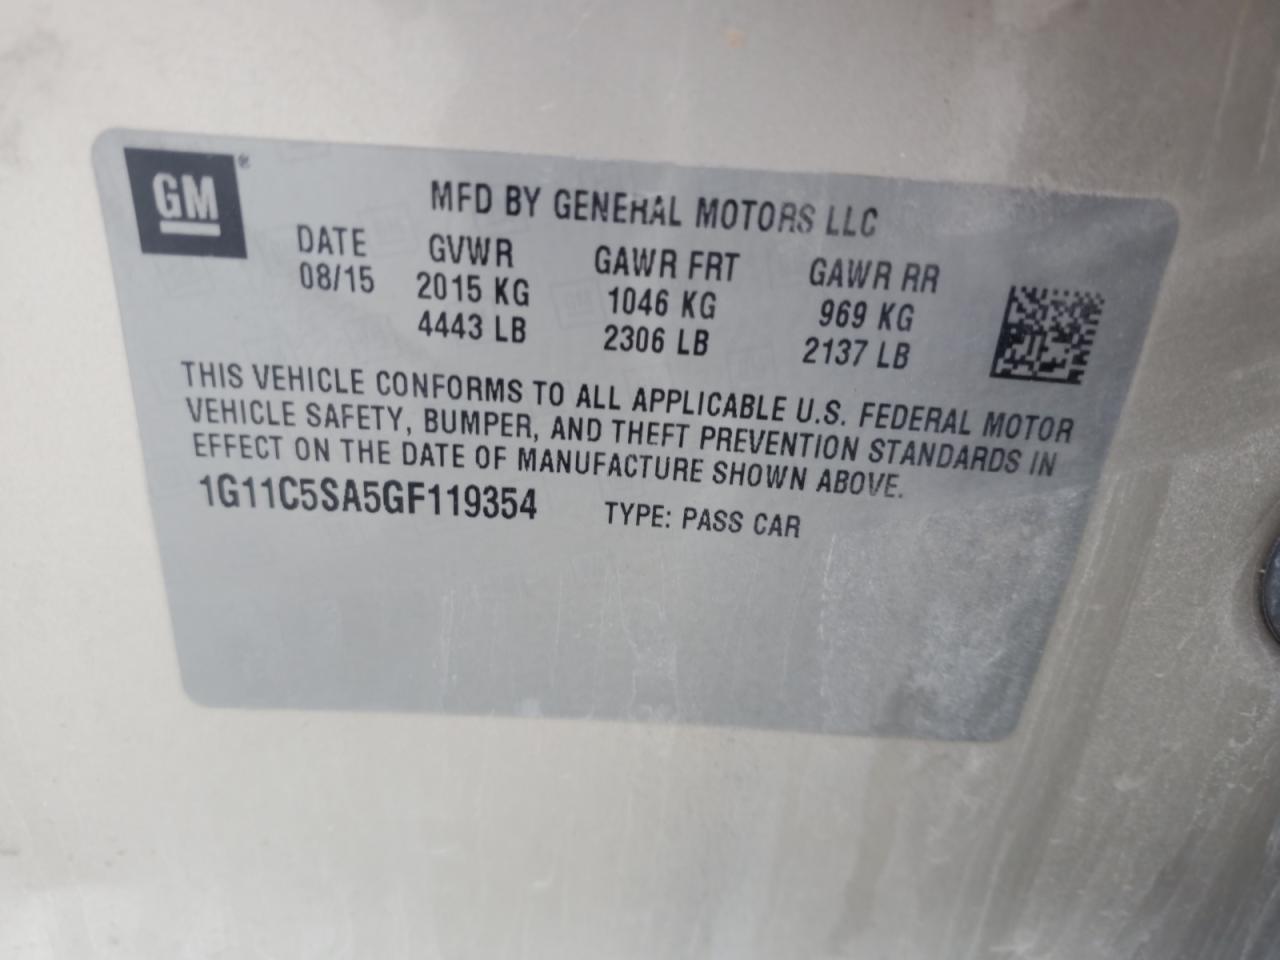 GM®
MFD BY GENERAL MOTORS LLC
DATE GVWR GAWR FRT GAWR RR
08/15 2015 KG 1046 KG 969 KG
4443 LB 2306 LB 2137 LB
THIS VEHICLE CONFORMS TO ALL APPLICABLE U.S. FEDERAL MOTOR
VEHICLE SAFETY, BUMPER, AND THEFT PREVENTION STANDARDS IN
EFFECT ON THE DATE OF MANUFACTURE SHOWN ABOVE.
1G11C5SA5GF119354 TYPE: PASS CAR